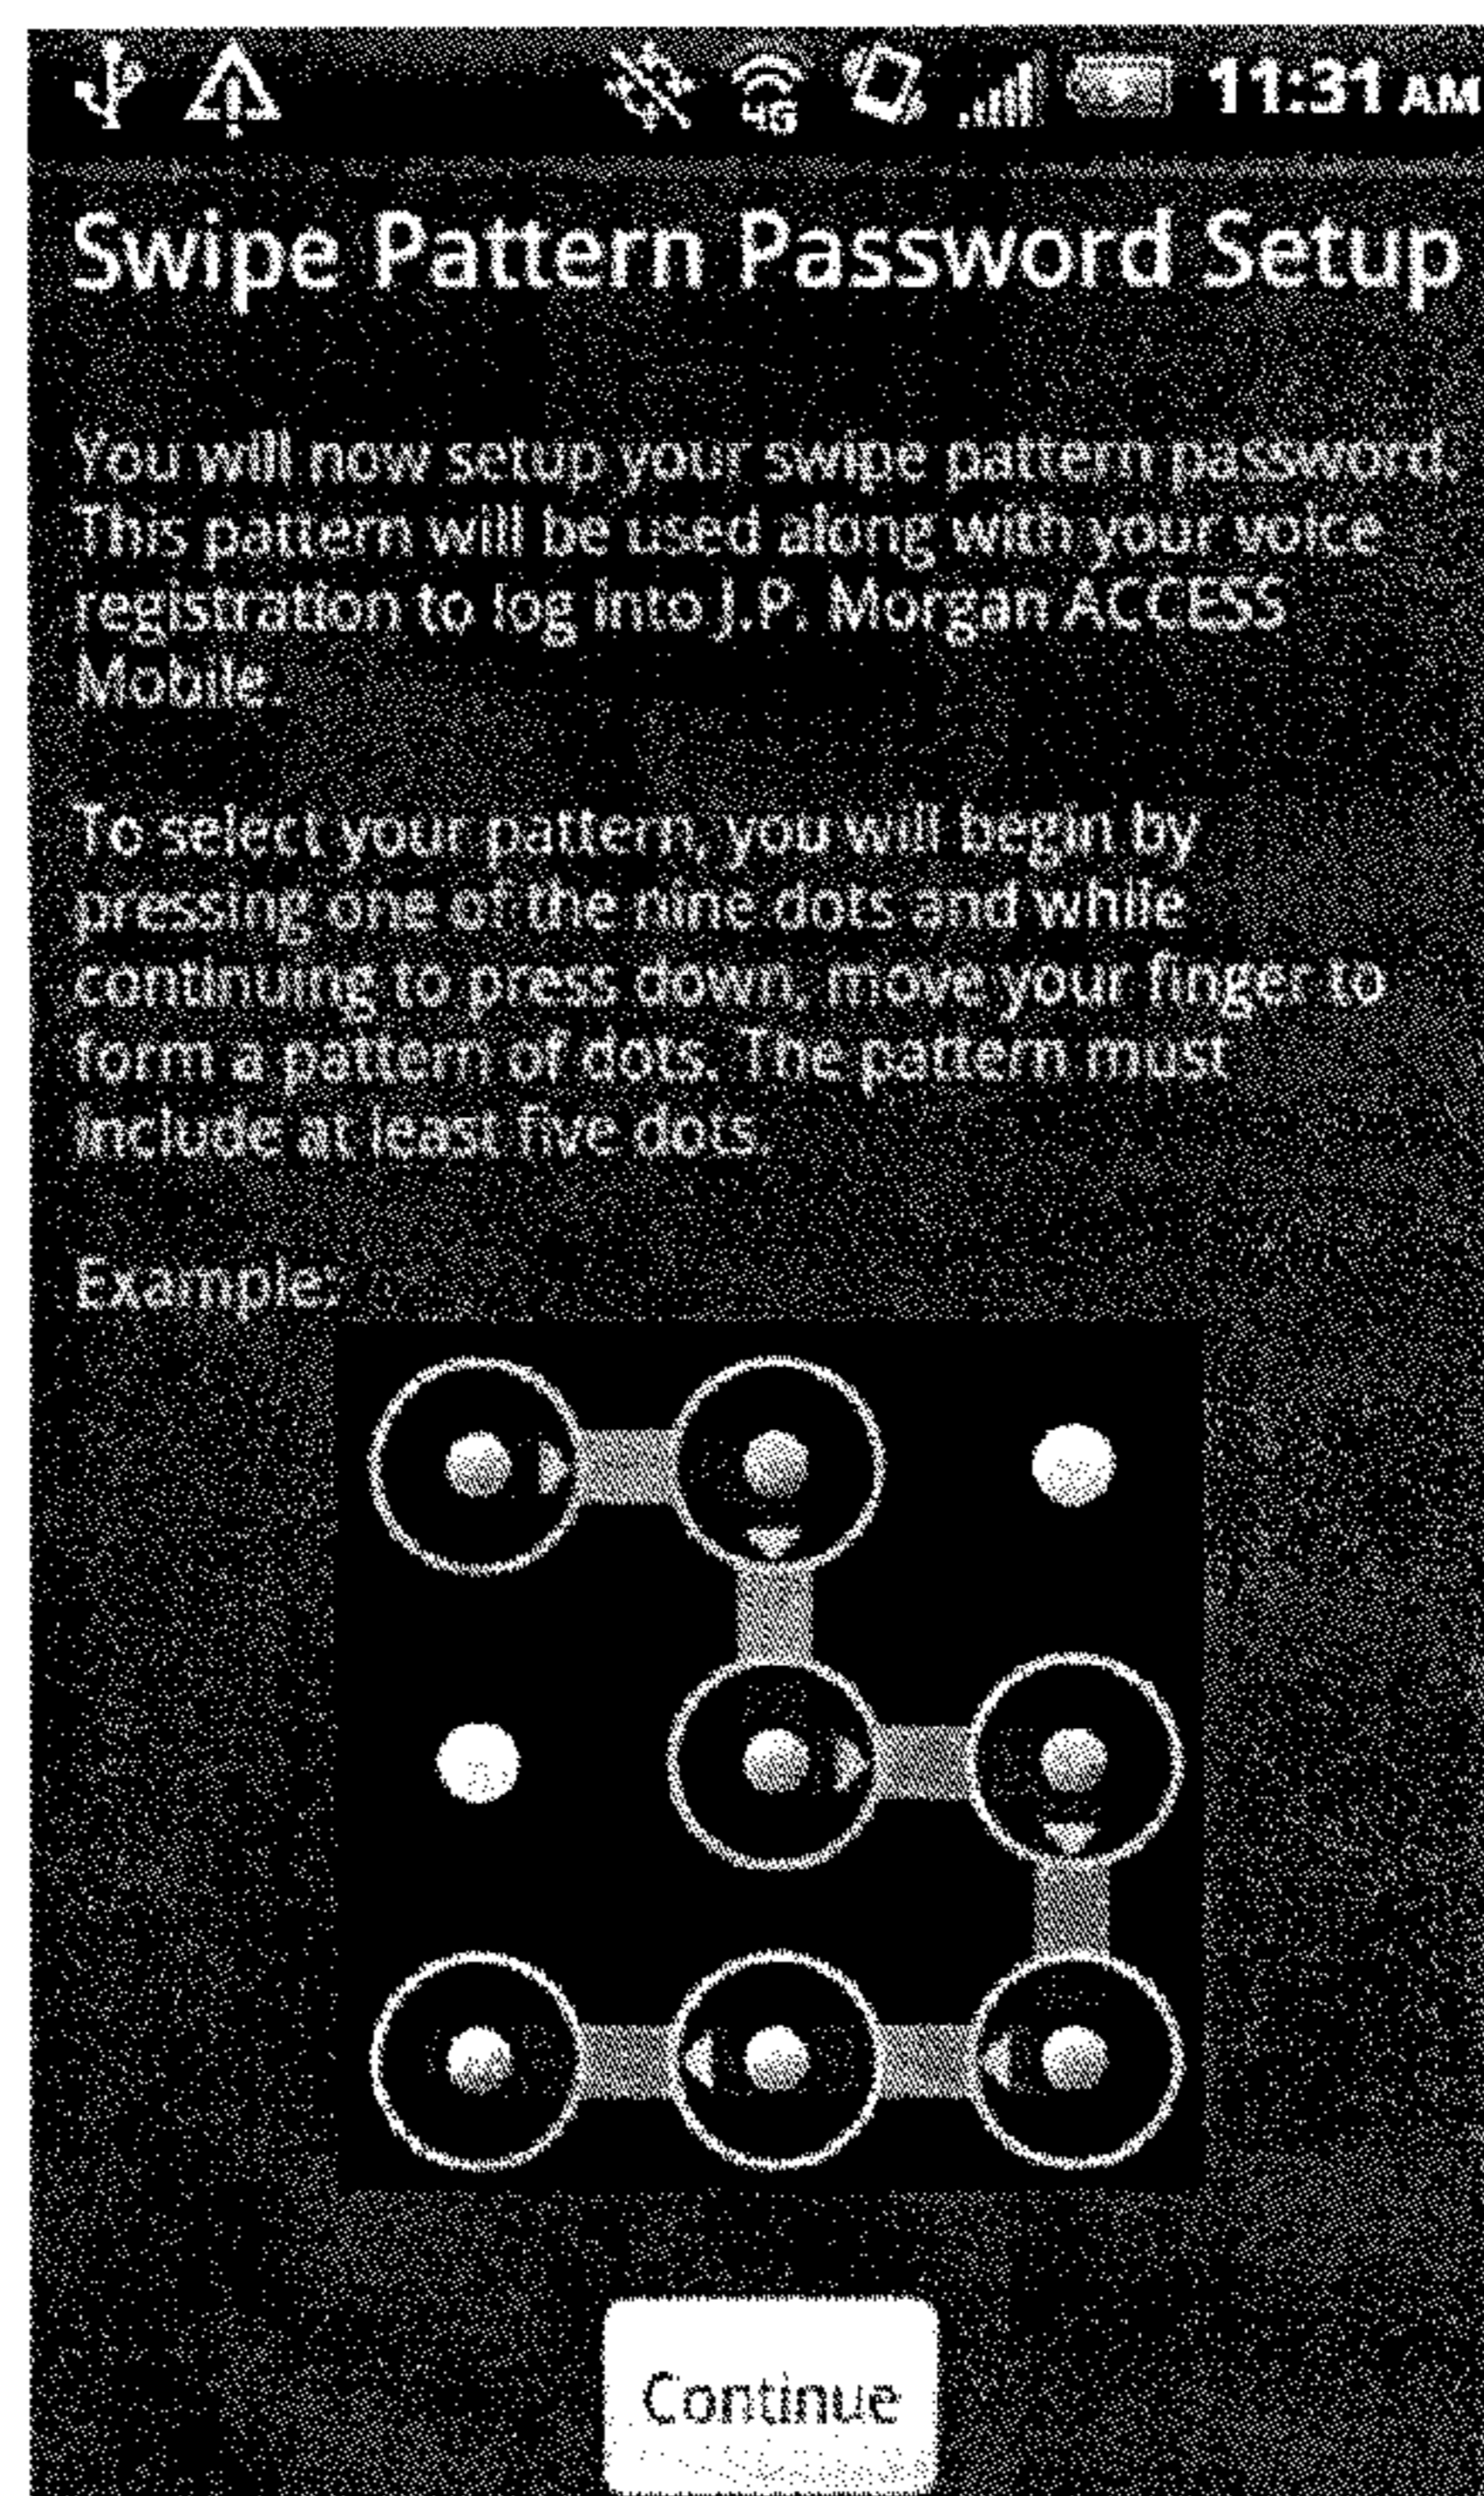 4G 11:31 AM
Swipe Pattern Password Setup
You will now setup your swipe pattern password.
This pattern will be used along with your voice
registration to log into J.P. Morgan ACCESS
Mobile.
To select your pattern, you will begin by
pressing one of the nine dots and while
continuing to press down, move your finger to
form a pattern of dots. The pattern must
include at least five dots.
Example:
Continue